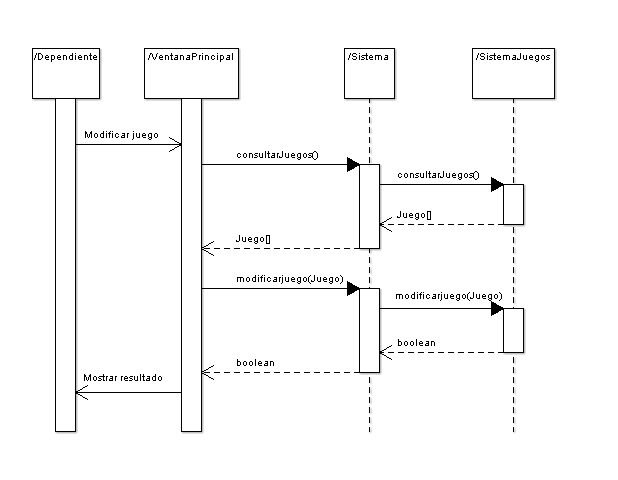 /Dependiente
/VentanaPrincipal
/Sistema
/SistemaJuegos
Modificar juego
consultarJuegos()
consultarJuegos()
Juego[]
Juego[]
modificarjuego(Juego)
modificarjuego(Juego)
boolean
boolean
Mostrar resultado